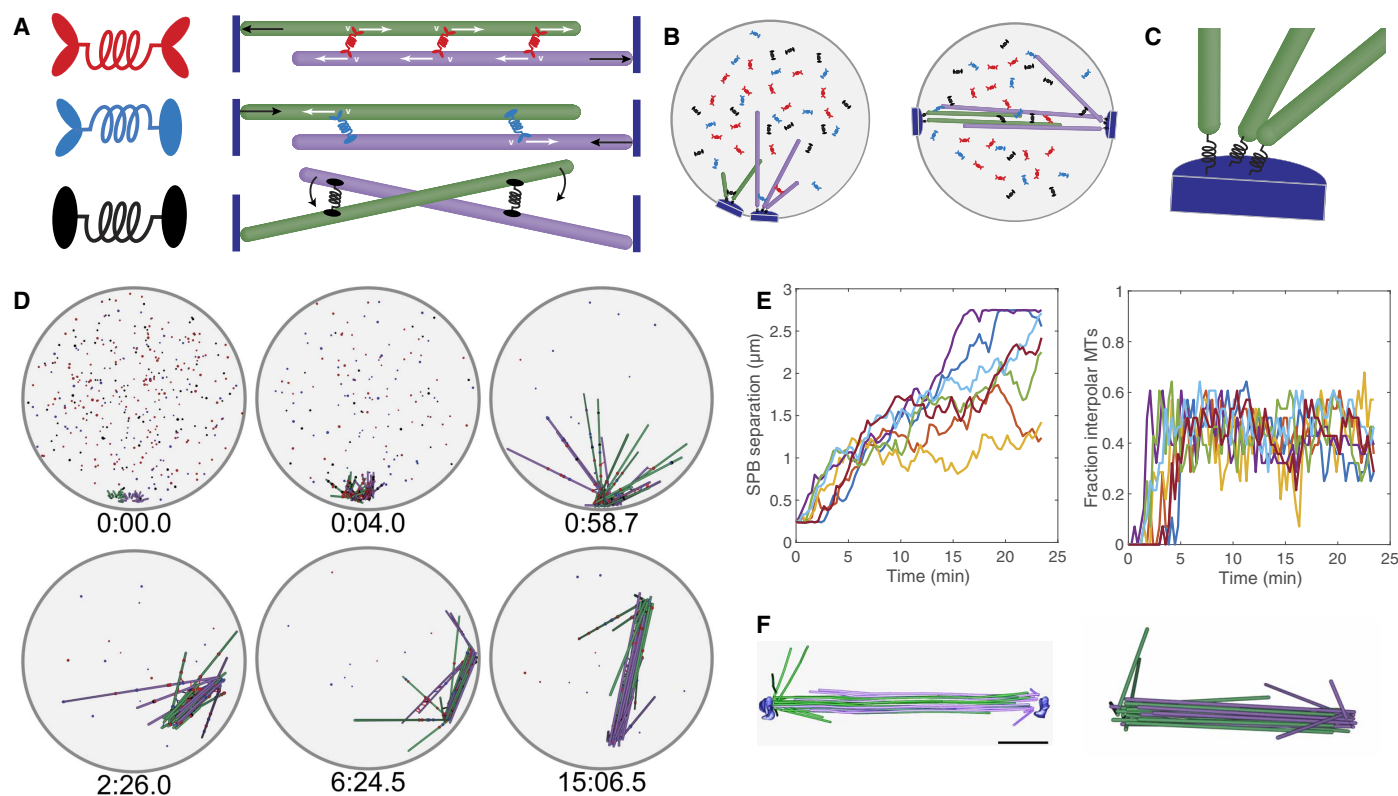 A
v
v
v
v
v
v
v
v
B
C
D
0:00.0
0:04.0
0:58.7
2:26.0
6:24.5
15:06.5
E
SPB separation (μm)
3
2.5
2
1.5
1
0.5
0
0
5
10
15
20
25
Time (min)
Fraction interpolar MTs
1
0.8
0.6
0.4
0.2
0
0
5
10
15
20
25
Time (min)
F